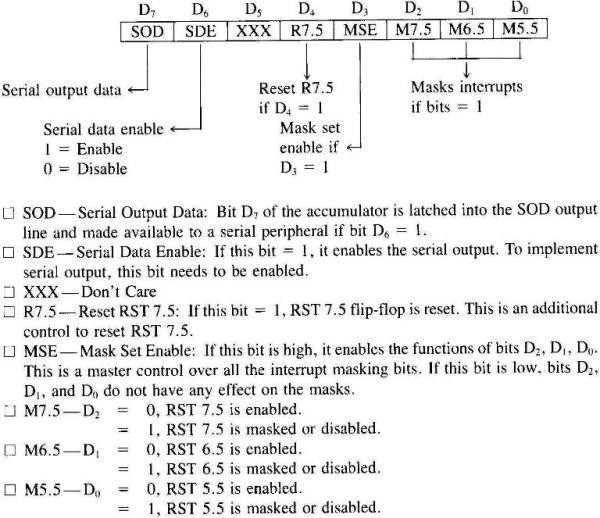 D₇ D₆ D₅ D₄ D₃ D₂ D₁ D₀
SOD SDE XXX R7.5 MSE M7.5 M6.5 M5.5
Serial output data
Reset R7.5
if D₄ = 1
Masks interrupts
if bits = 1
Serial data enable
1 = Enable
0 = Disable
Mask set
enable if
D₃ = 1
□ SOD—Serial Output Data: Bit D₇ of the accumulator is latched into the SOD output
line and made available to a serial peripheral if bit D₆ = 1.
□ SDE—Serial Data Enable: If this bit = 1, it enables the serial output. To implement
serial output, this bit needs to be enabled.
□ XXX—Don't Care
□ R7.5—Reset RST 7.5: If this bit = 1, RST 7.5 flip-flop is reset. This is an additional
control to reset RST 7.5.
□ MSE—Mask Set Enable: If this bit is high, it enables the functions of bits D₂, D₁, D₀.
This is a master control over all the interrupt masking bits. If this bit is low, bits D₂,
D₁, and D₀ do not have any effect on the masks.
□ M7.5—D₂ = 0, RST 7.5 is enabled.
= 1, RST 7.5 is masked or disabled.
□ M6.5—D₁ = 0, RST 6.5 is enabled.
= 1, RST 6.5 is masked or disabled.
□ M5.5—D₀ = 0, RST 5.5 is enabled.
= 1, RST 5.5 is masked or disabled.